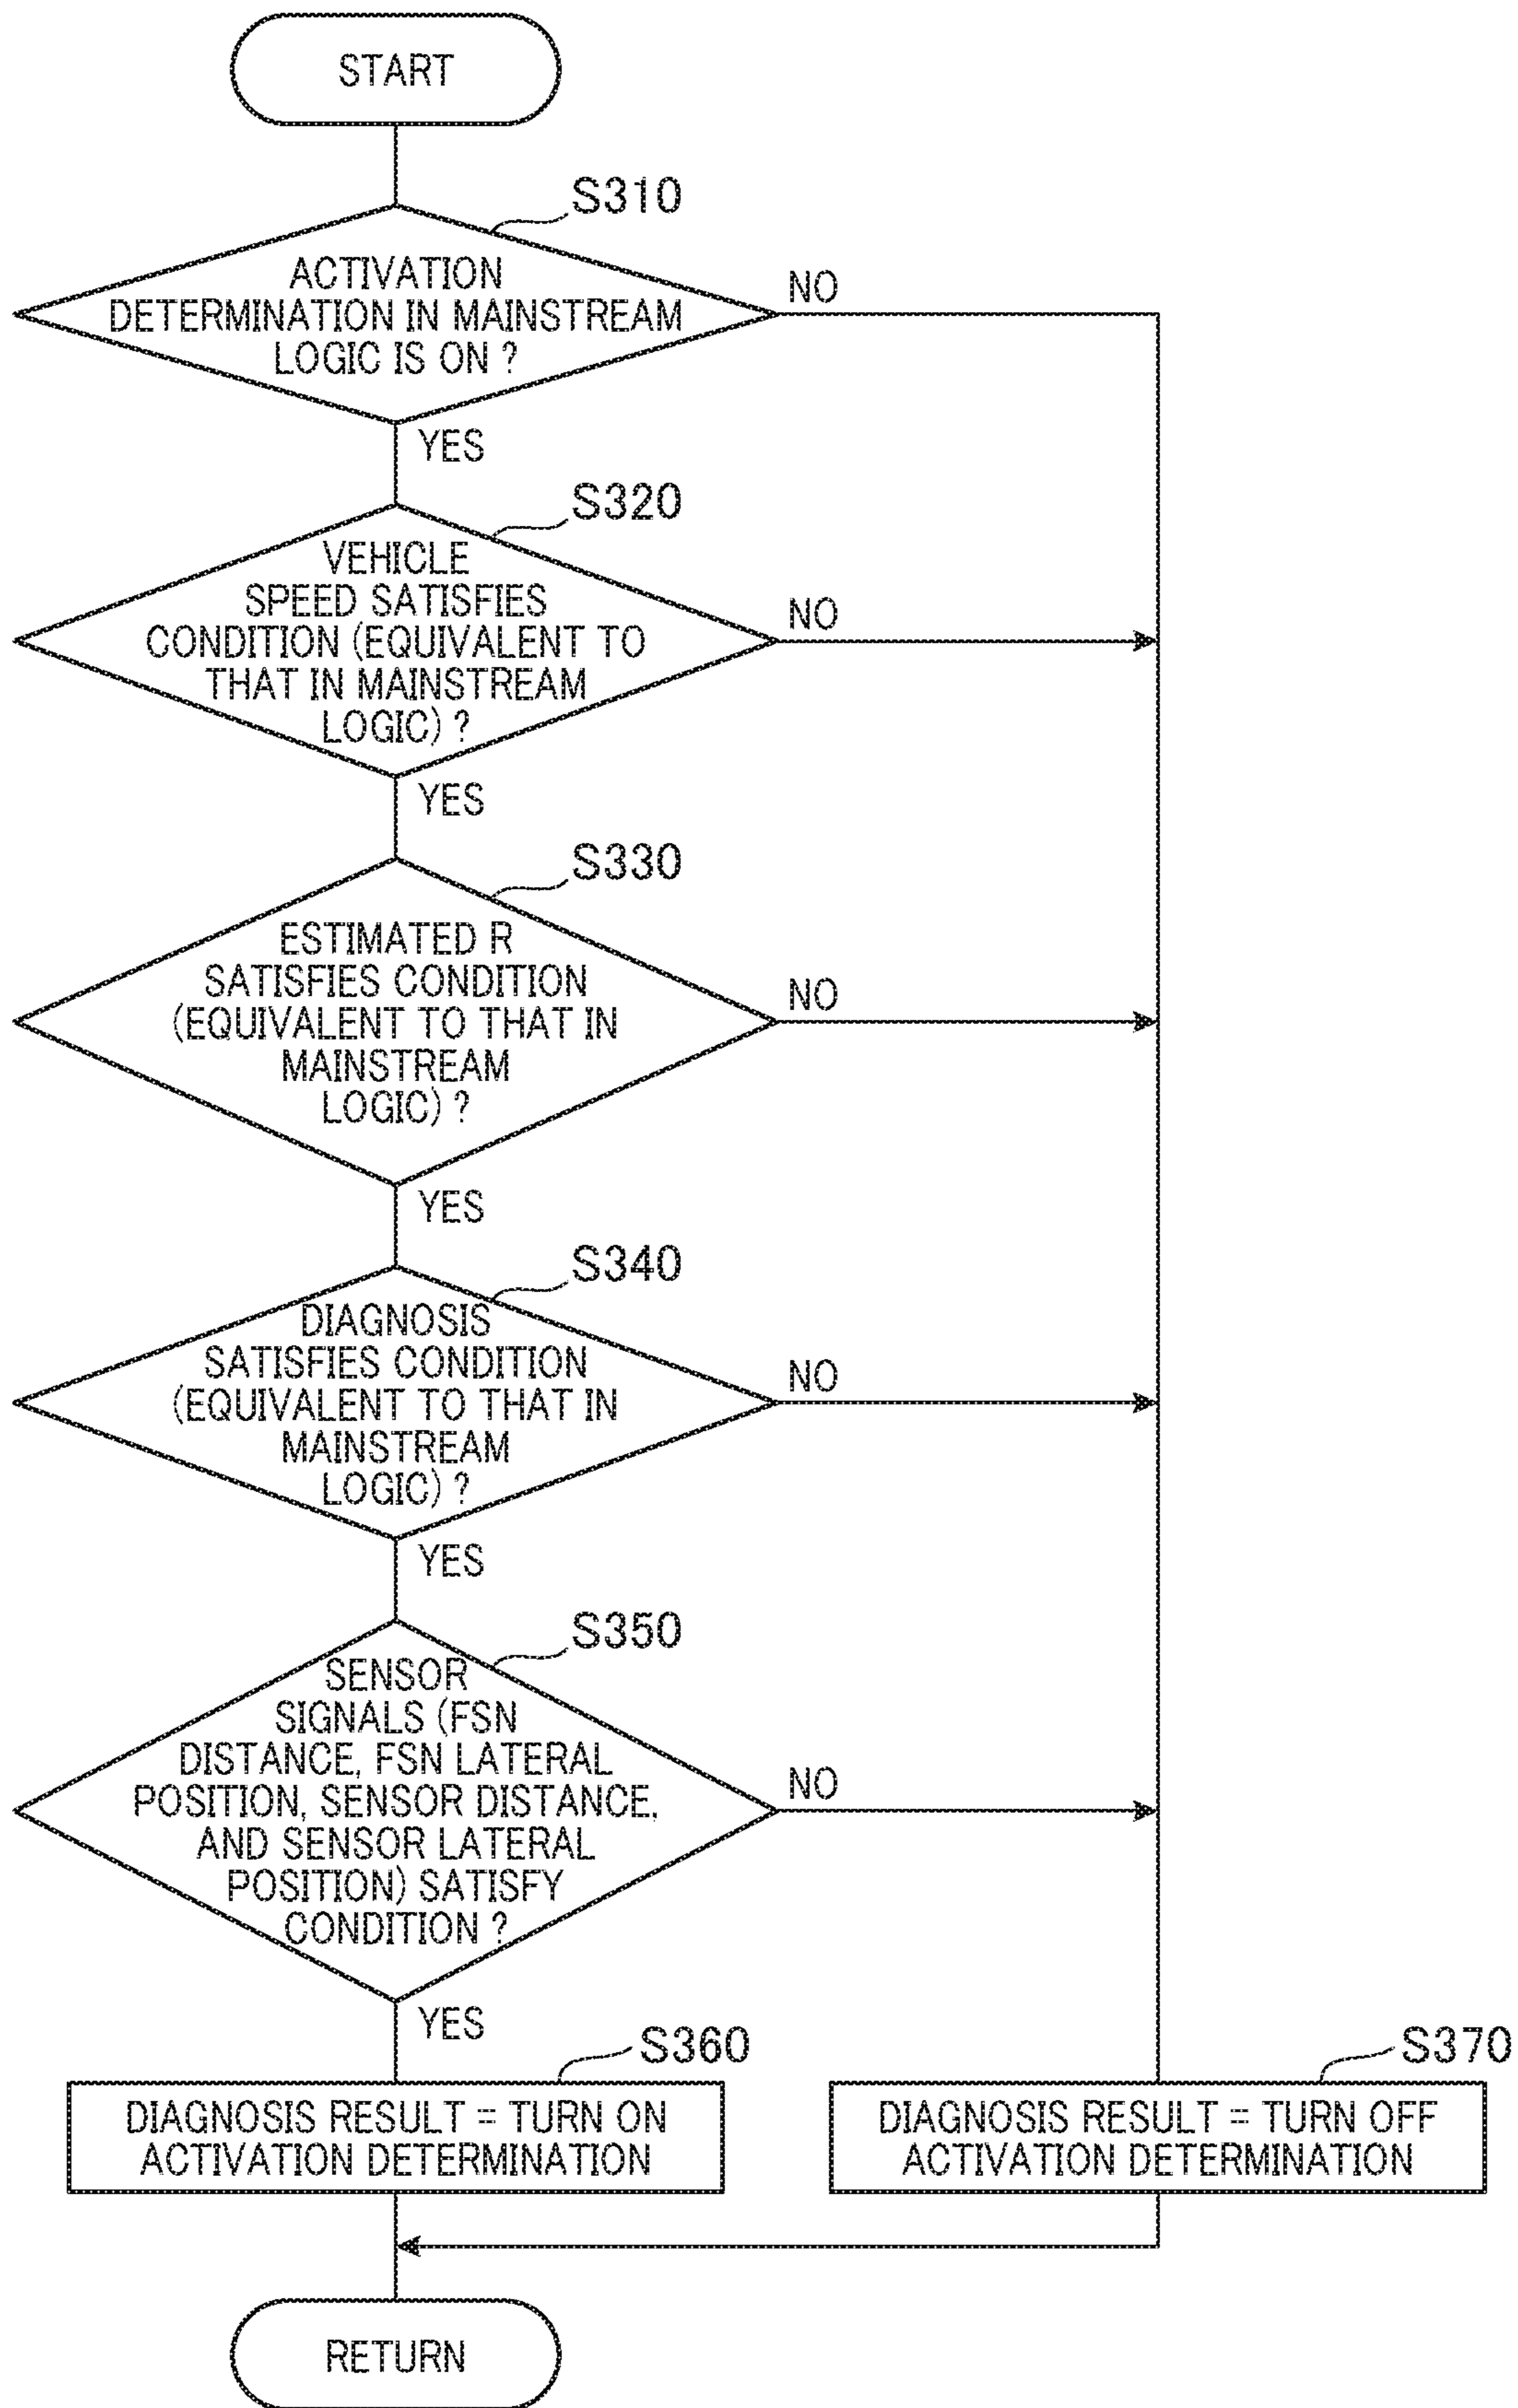 START
S310
ACTIVATION
DETERMINATION IN MAINSTREAM
LOGIC IS ON ?
NO
YES
S320
VEHICLE
SPEED SATISFIES
CONDITION (EQUIVALENT TO
THAT IN MAINSTREAM
LOGIC) ?
NO
YES
S330
ESTIMATED R
SATISFIES CONDITION
(EQUIVALENT TO THAT IN
MAINSTREAM
LOGIC) ?
NO
YES
S340
DIAGNOSIS
SATISFIES CONDITION
(EQUIVALENT TO THAT IN
MAINSTREAM
LOGIC) ?
NO
YES
S350
SENSOR
SIGNALS (FSN
DISTANCE, FSN LATERAL
POSITION, SENSOR DISTANCE,
AND SENSOR LATERAL
POSITION) SATISFY
CONDITION ?
NO
YES
S360
DIAGNOSIS RESULT = TURN ON
ACTIVATION DETERMINATION
S370
DIAGNOSIS RESULT = TURN OFF
ACTIVATION DETERMINATION
RETURN